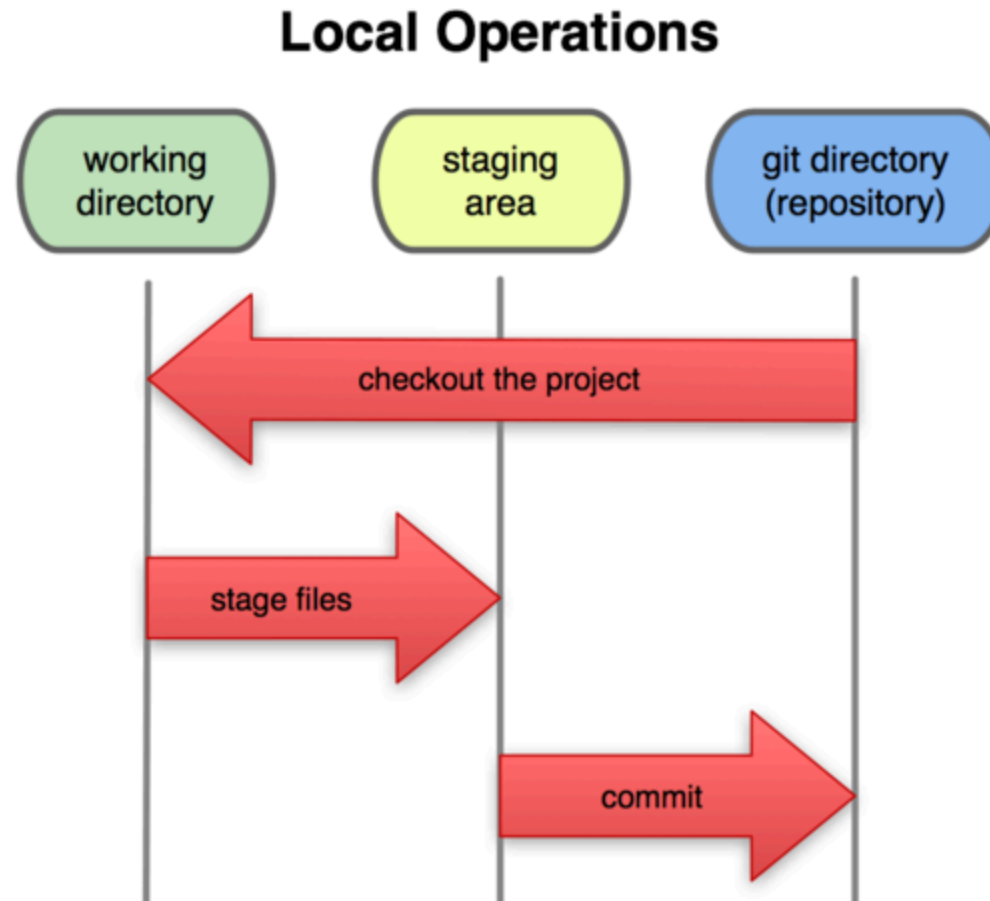 Local Operations
working
directory
staging
area
git directory
(repository)
checkout the project
stage files
commit